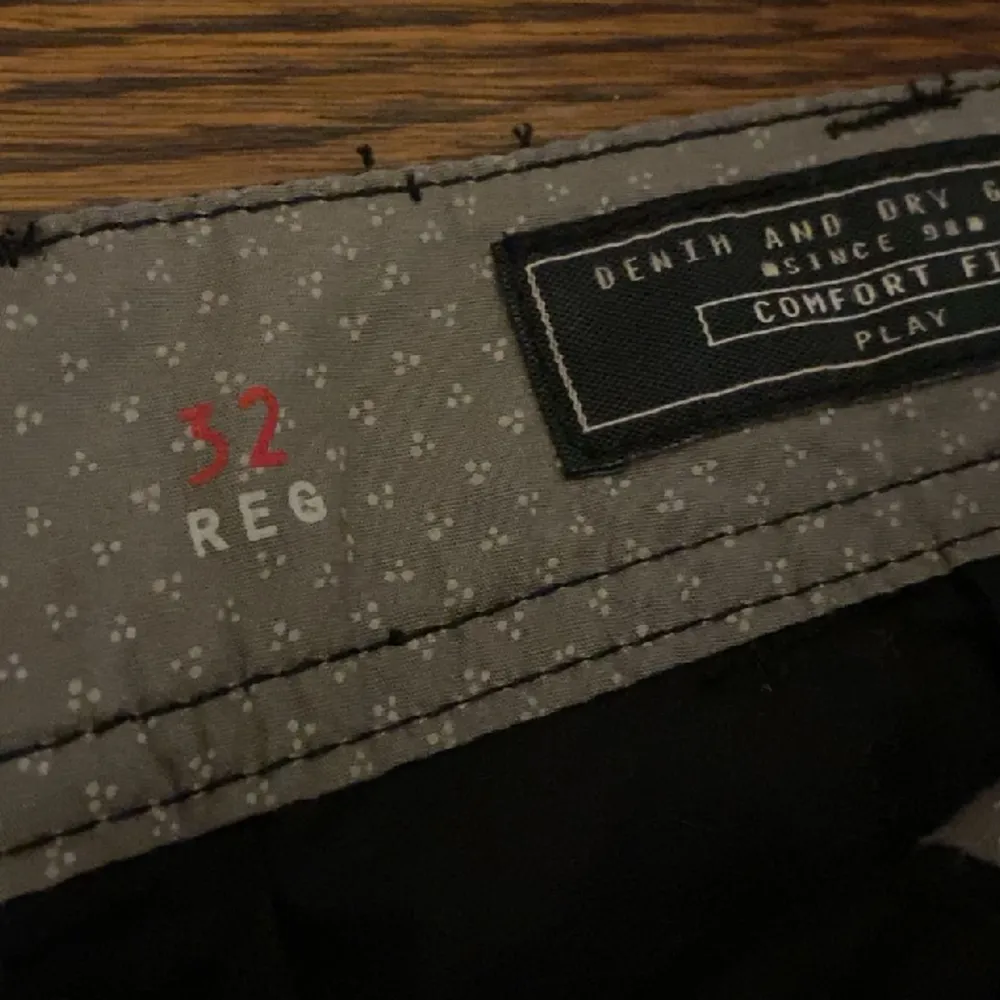 32
REG
DENIM AND DRY
SINCE
COMFORT
PLAY